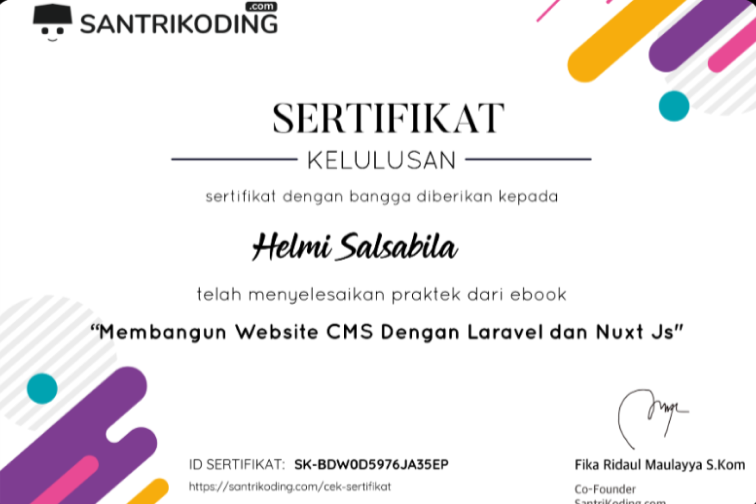 SANTRIKODING
.com
SERTIFIKAT
KELULUSAN
sertifikat dengan bangga diberikan kepada
Helmi Salsabila
telah menyelesaikan praktek dari ebook
“Membangun Website CMS Dengan Laravel dan Nuxt Js”
ID SERTIFIKAT: SK-BDW0D5976JA35EP
https://santrikoding.com/cek-sertifikat
Fika Ridaul Maulayya S.Kom
Co-Founder
SantriKoding.com